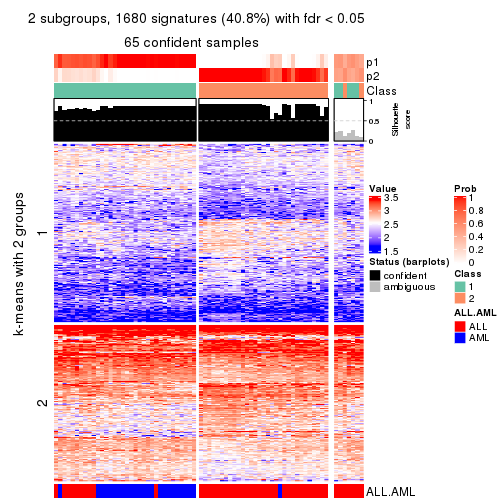 2 subgroups, 1680 signatures (40.8%) with fdr < 0.05
65 confident samples
p1
p2
Class
1
0.5
0
Silhouette
score
k-means with 2 groups
1
2
ALL.AML
Value
3.5
3
2.5
2
1.5
Status (barplots)
confident
ambiguous
Prob
1
0.8
0.6
0.4
0.2
0
Class
1
2
ALL.AML
ALL
AML